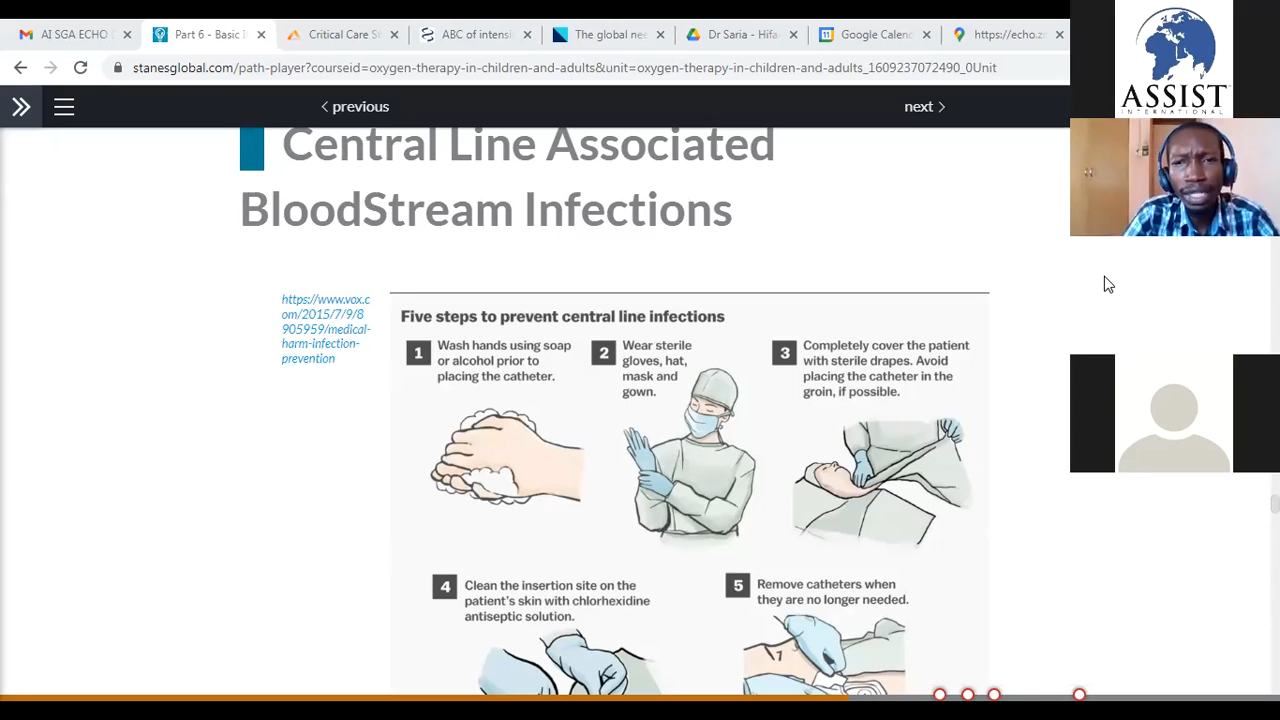 AI SGA ECHO
Part 6 - Basic I
Critical Care S
ABC of intensi
The global ne
Dr Saria - Hifa
Google Calen
https://echo.z
stanesglobal.com/path-player?courseid=oxygen-therapy-in-children-and-adults&unit=oxygen-therapy-in-children-and-adults_1609237072490_0Unit
< previous
next >
ASSIST
INTERNATIONAL
Central Line Associated
BloodStream Infections
https://www.vox.c
om/2015/7/9/8
905959/medical-
harm-infection-
prevention
Five steps to prevent central line infections
1
Wash hands using soap
or alcohol prior to
placing the catheter.
2
Wear sterile
gloves, hat,
mask and
gown.
3
Completely cover the patient
with sterile drapes. Avoid
placing the catheter in the
groin, if possible.
4
Clean the insertion site on the
patient's skin with chlorhexidine
antiseptic solution.
5
Remove catheters when
they are no longer needed.